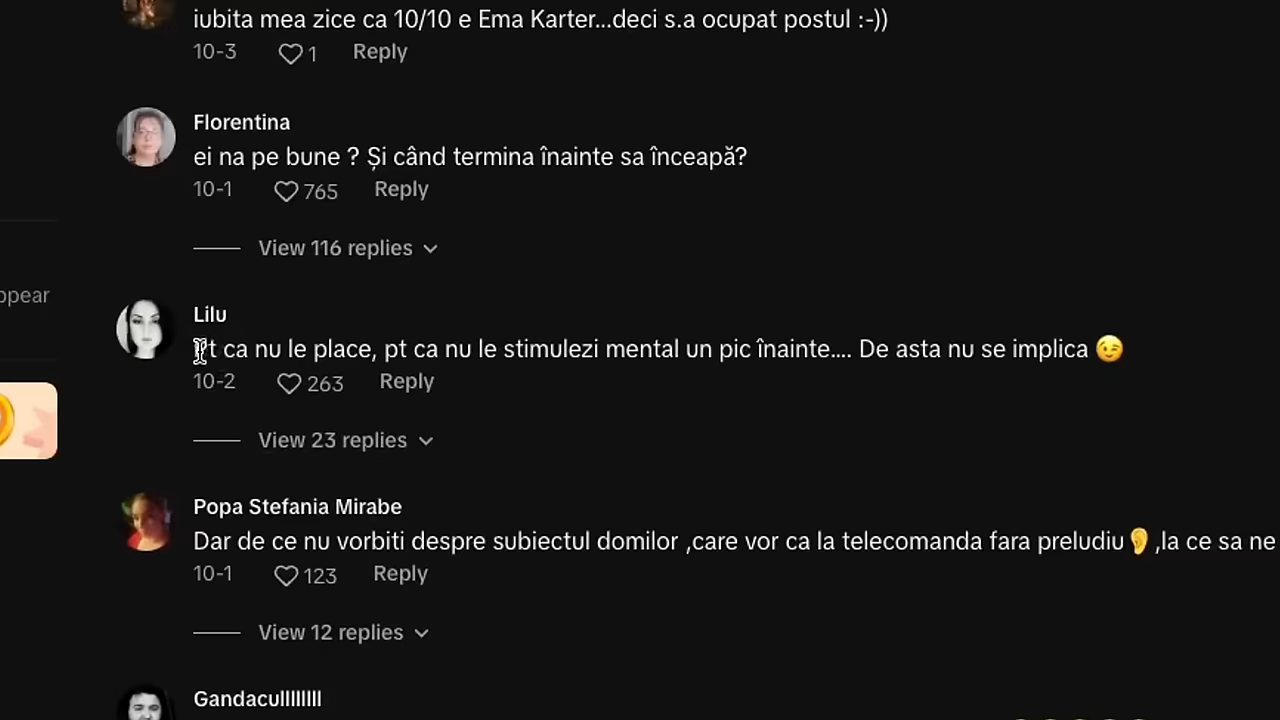 iubita mea zice ca 10/10 e Ema Karter...deci s.a ocupat postul :-))
10-3 1 Reply
Florentina
ei na pe bune ? Și când termina înainte sa înceapă?
10-1 765 Reply
View 116 replies
Lilu
ppear
Pt ca nu le place, pt ca nu le stimulezi mental un pic înainte.... De asta nu se implica 😉
10-2 263 Reply
View 23 replies
Popa Stefania Mirabe
Dar de ce nu vorbiti despre subiectul domilor ,care vor ca la telecomanda fara preludiu👂,la ce sa ne
10-1 123 Reply
View 12 replies
Gandacullllllll